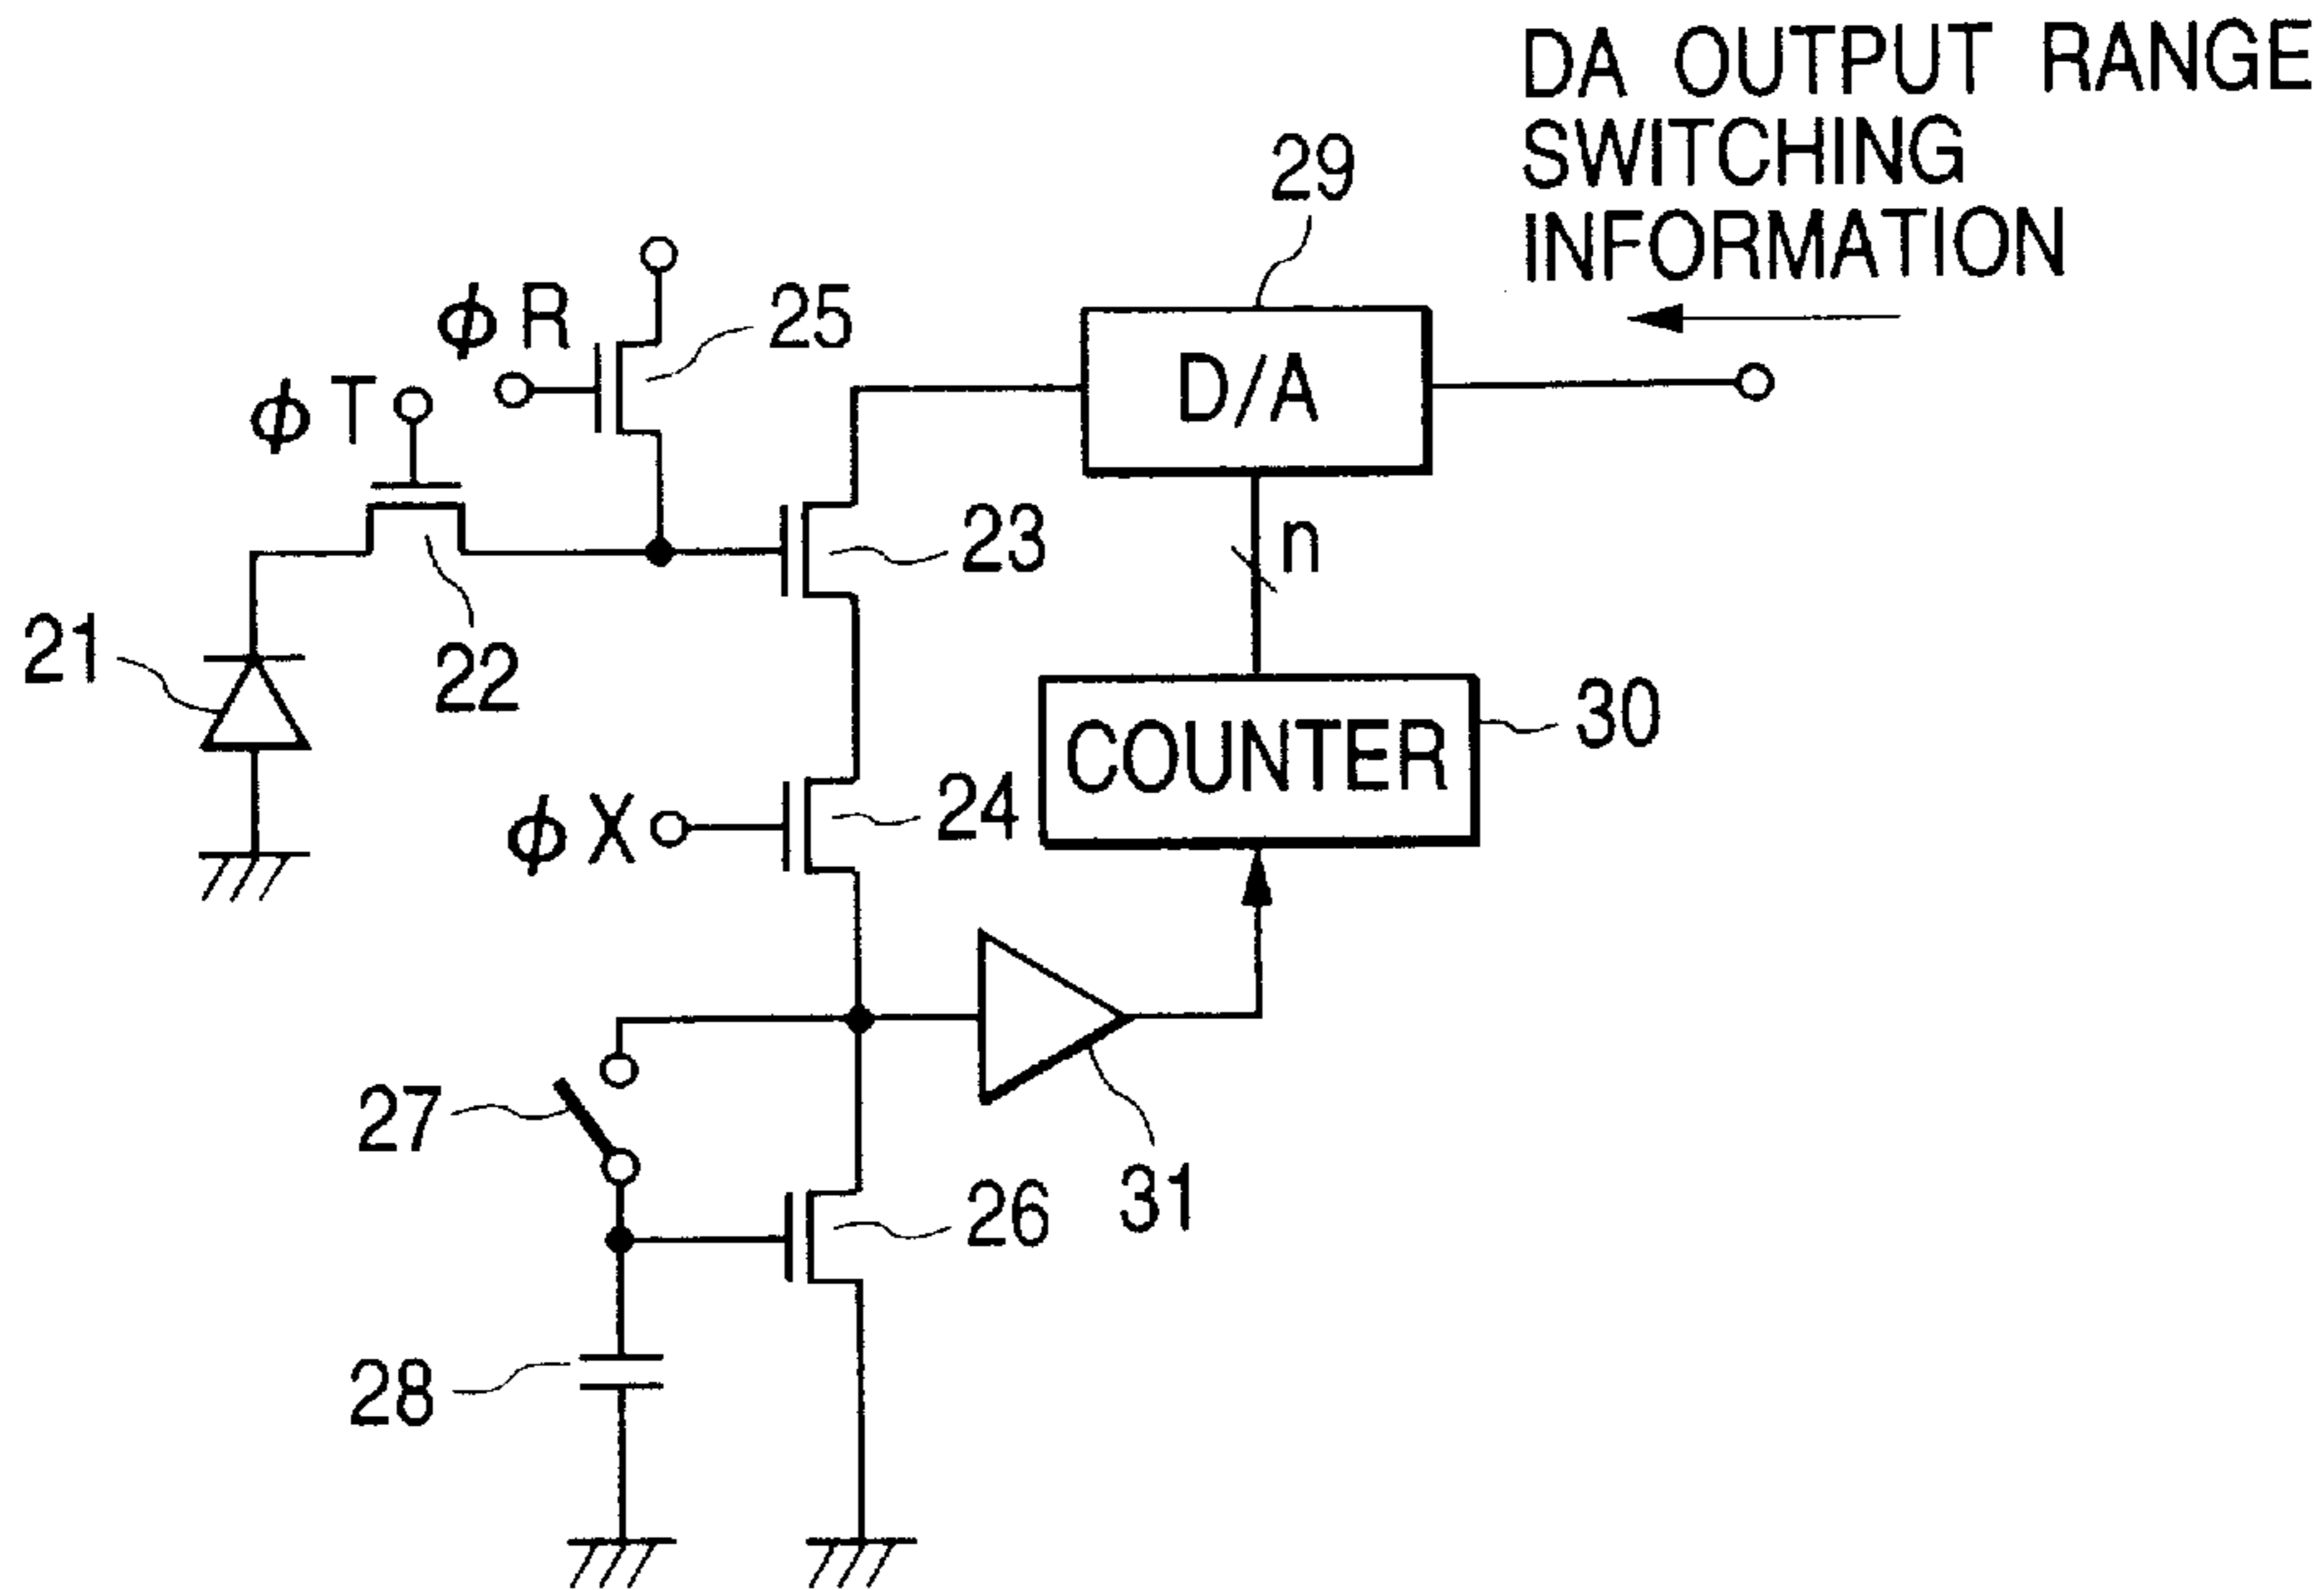 DA OUTPUT RANGE
SWITCHING
INFORMATION
29
ϕR
25
D/A
ϕT
23
n
21
22
30
COUNTER
ϕX
24
27
31
26
28